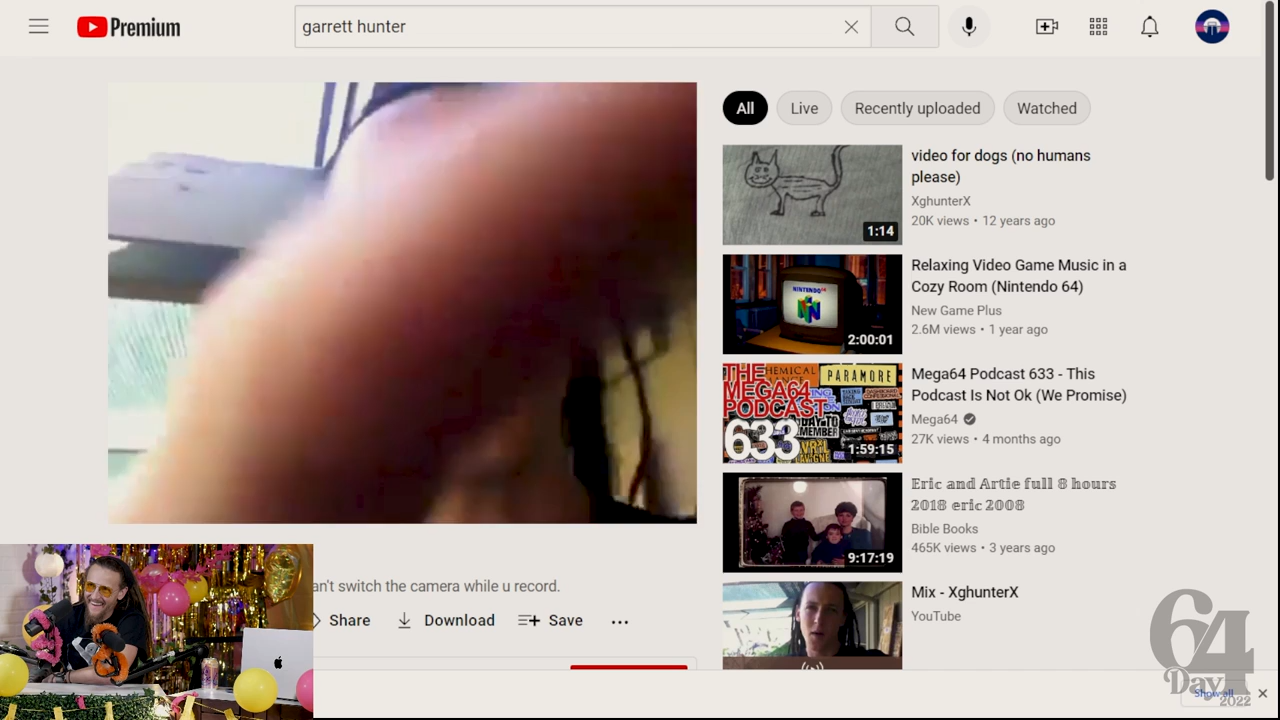 Premium
garrett hunter
All
Live
Recently uploaded
Watched
video for dogs (no humans
please)
XghunterX
20K views • 12 years ago
1:14
Relaxing Video Game Music in a
Cozy Room (Nintendo 64)
New Game Plus
2.6M views • 1 year ago
NINTENDO
2:00:01
Mega64 Podcast 633 - This
Podcast Is Not Ok (We Promise)
Mega64
27K views • 4 months ago
THE
MEGA64
PODCAST
633
PARAMORE
1:59:15
𝔼𝕣𝕚𝕔 𝕒𝕟𝕕 𝔸𝕣𝕥𝕚𝕖 𝕗𝕦𝕝𝕝 𝟠 𝕙𝕠𝕦𝕣𝕤
𝟚𝟘𝟙𝟠 𝕖𝕣𝕚𝕔 𝟚𝟘𝟘𝟠
Bible Books
465K views • 3 years ago
9:17:19
Mix - XghunterX
YouTube
an't switch the camera while u record.
Share
Download
Save
64
Day
2022
Show all